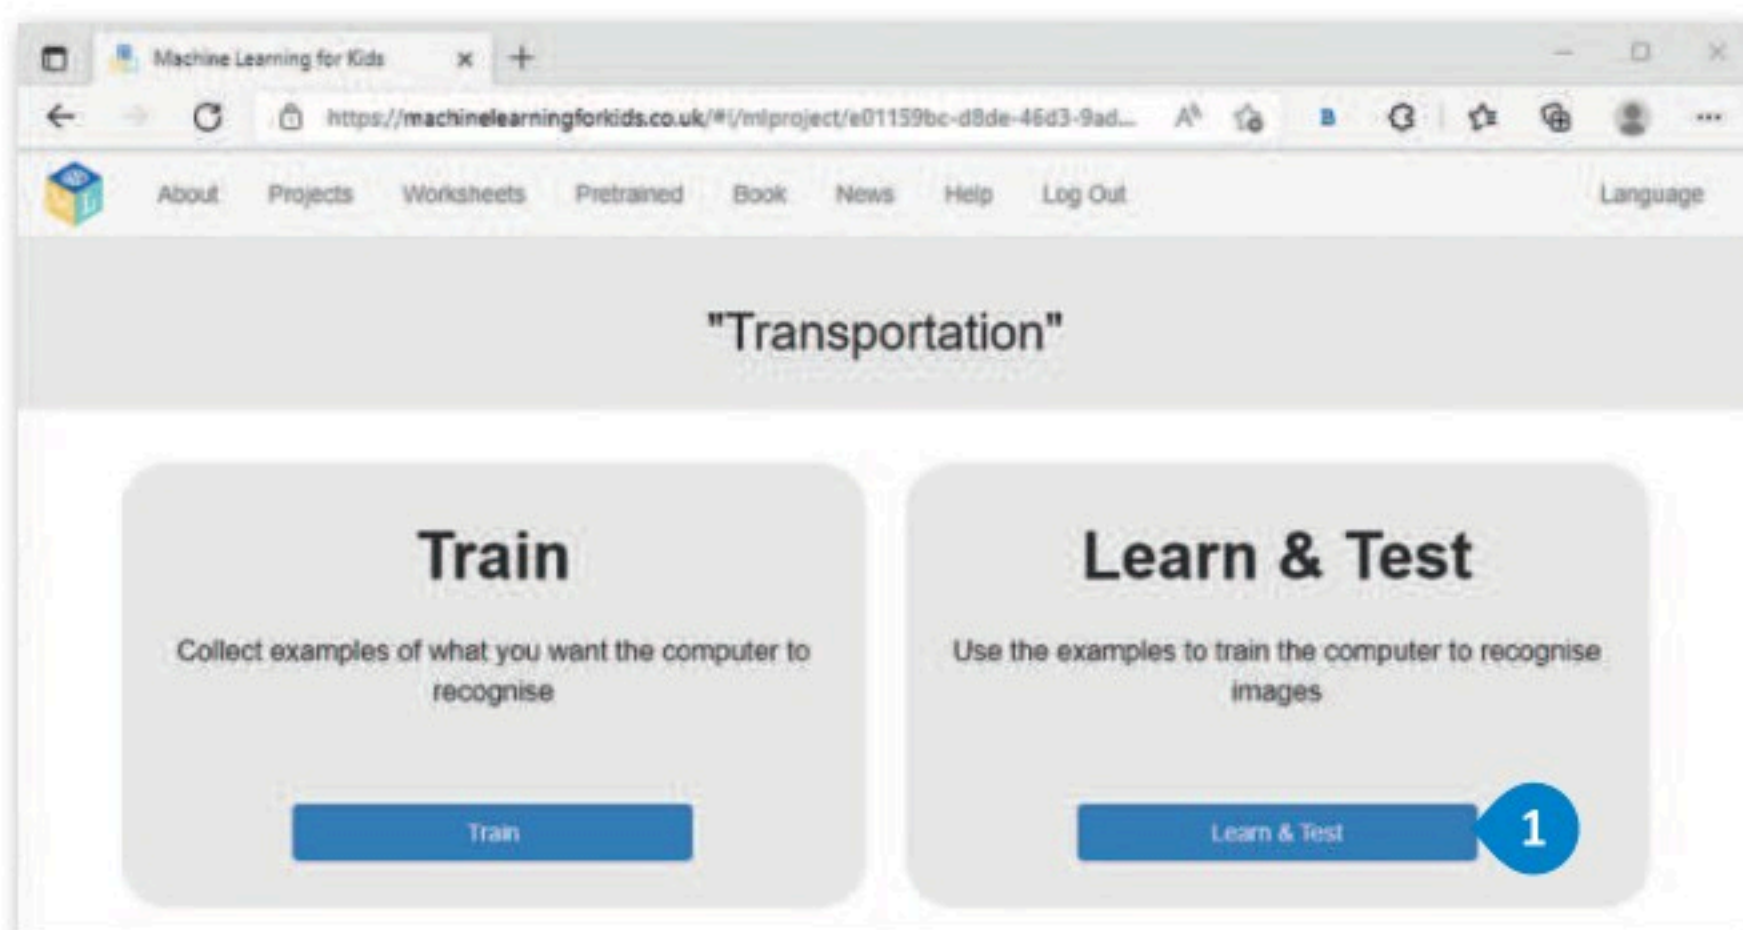 Machine Learning for Kids
https://machinelearningforkids.co.uk/#!/mlproject/e01159bc-d8de-46d3-9ad...
About Projects Worksheets Pretrained Book News Help Log Out Language
"Transportation"
Train
Collect examples of what you want the computer to
recognise
Train
Learn & Test
Use the examples to train the computer to recognise
images
Learn & Test
1